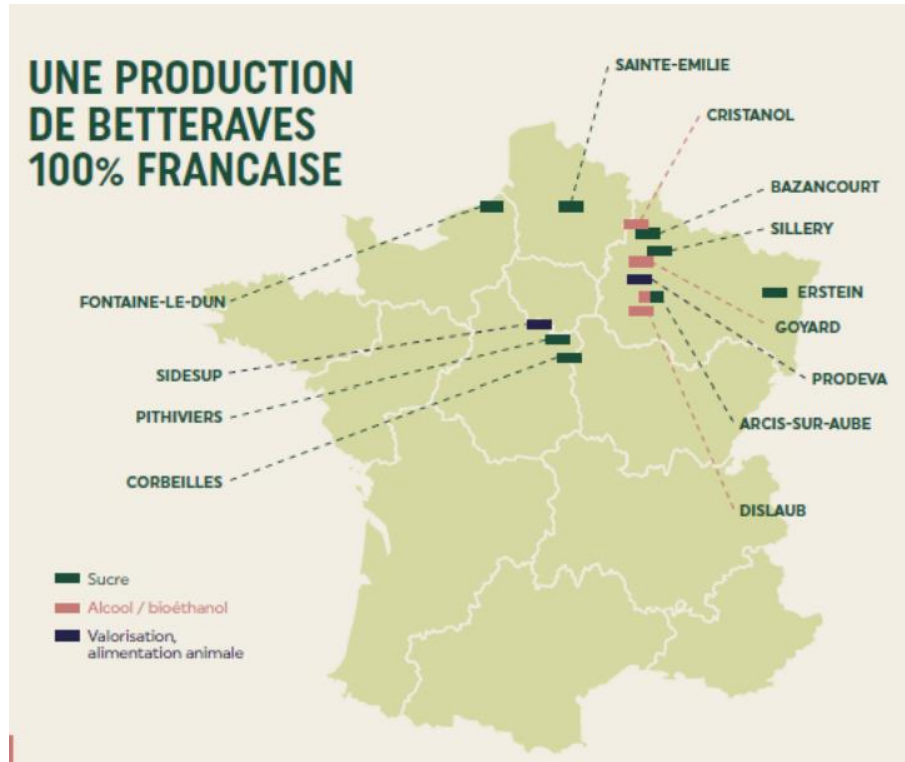 UNE PRODUCTION
DE BETTERAVES
100% FRANCAISE
SAINTE-EMILIE
CRISTANOL
BAZANCOURT
SILLERY
ERSTEIN
GOYARD
PRODEVA
ARCIS-SUR-AUBE
DISLAUB
FONTAINE-LE-DUN
SIDESUP
PITHIVIERS
CORBEILLES
Sucre
Alcool / bioéthanol
Valorisation,
alimentation animale